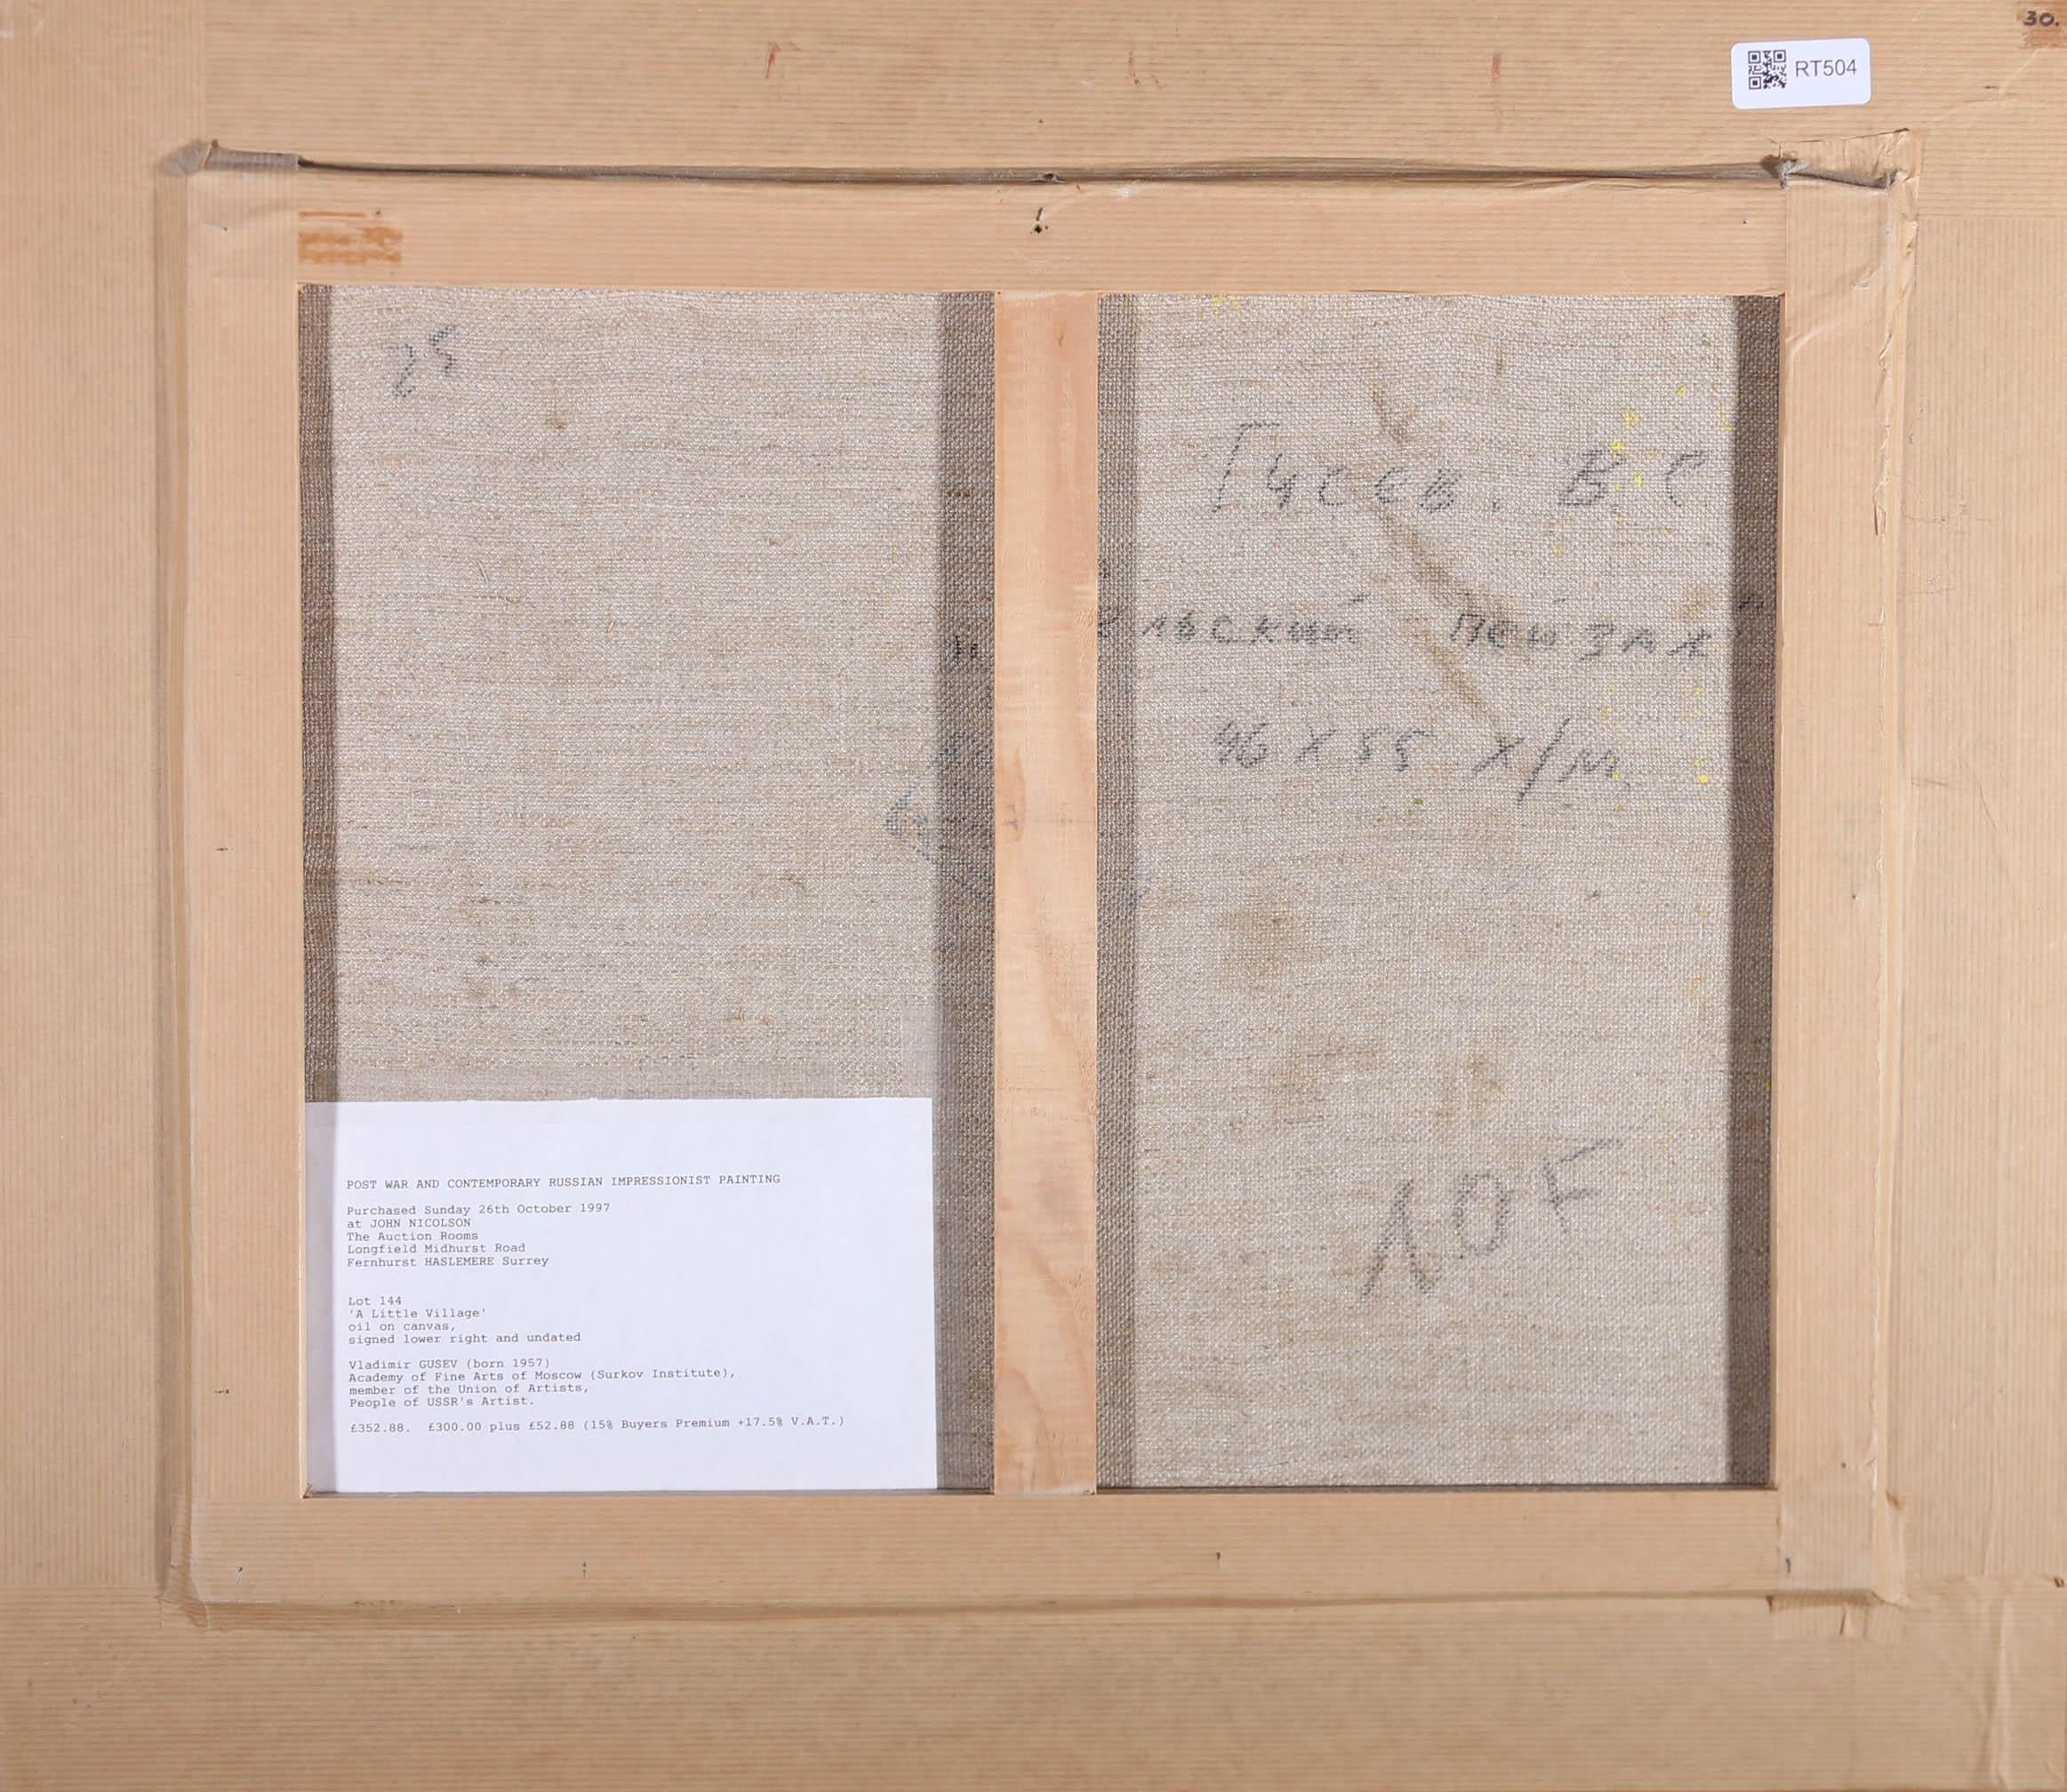 30.
RT504
25
Гусев. В.С
ельский пейзаж"
46 X 55 х/м.
POST WAR AND CONTEMPORARY RUSSIAN IMPRESSIONIST PAINTING
Purchased Sunday 26th October 1997
at JOHN NICOLSON
The Auction Rooms
Longfield Midhurst Road
Fernhurst HASLEMERE Surrey
Lot 144
'A Little Village'
oil on canvas,
signed lower right and undated
Vladimir GUSEV (born 1957)
Academy of Fine Arts of Moscow (Surkov Institute),
member of the Union of Artists,
People of USSR's Artist.
£352.88. £300.00 plus £52.88 (15% Buyers Premium +17.5% V.A.T.)